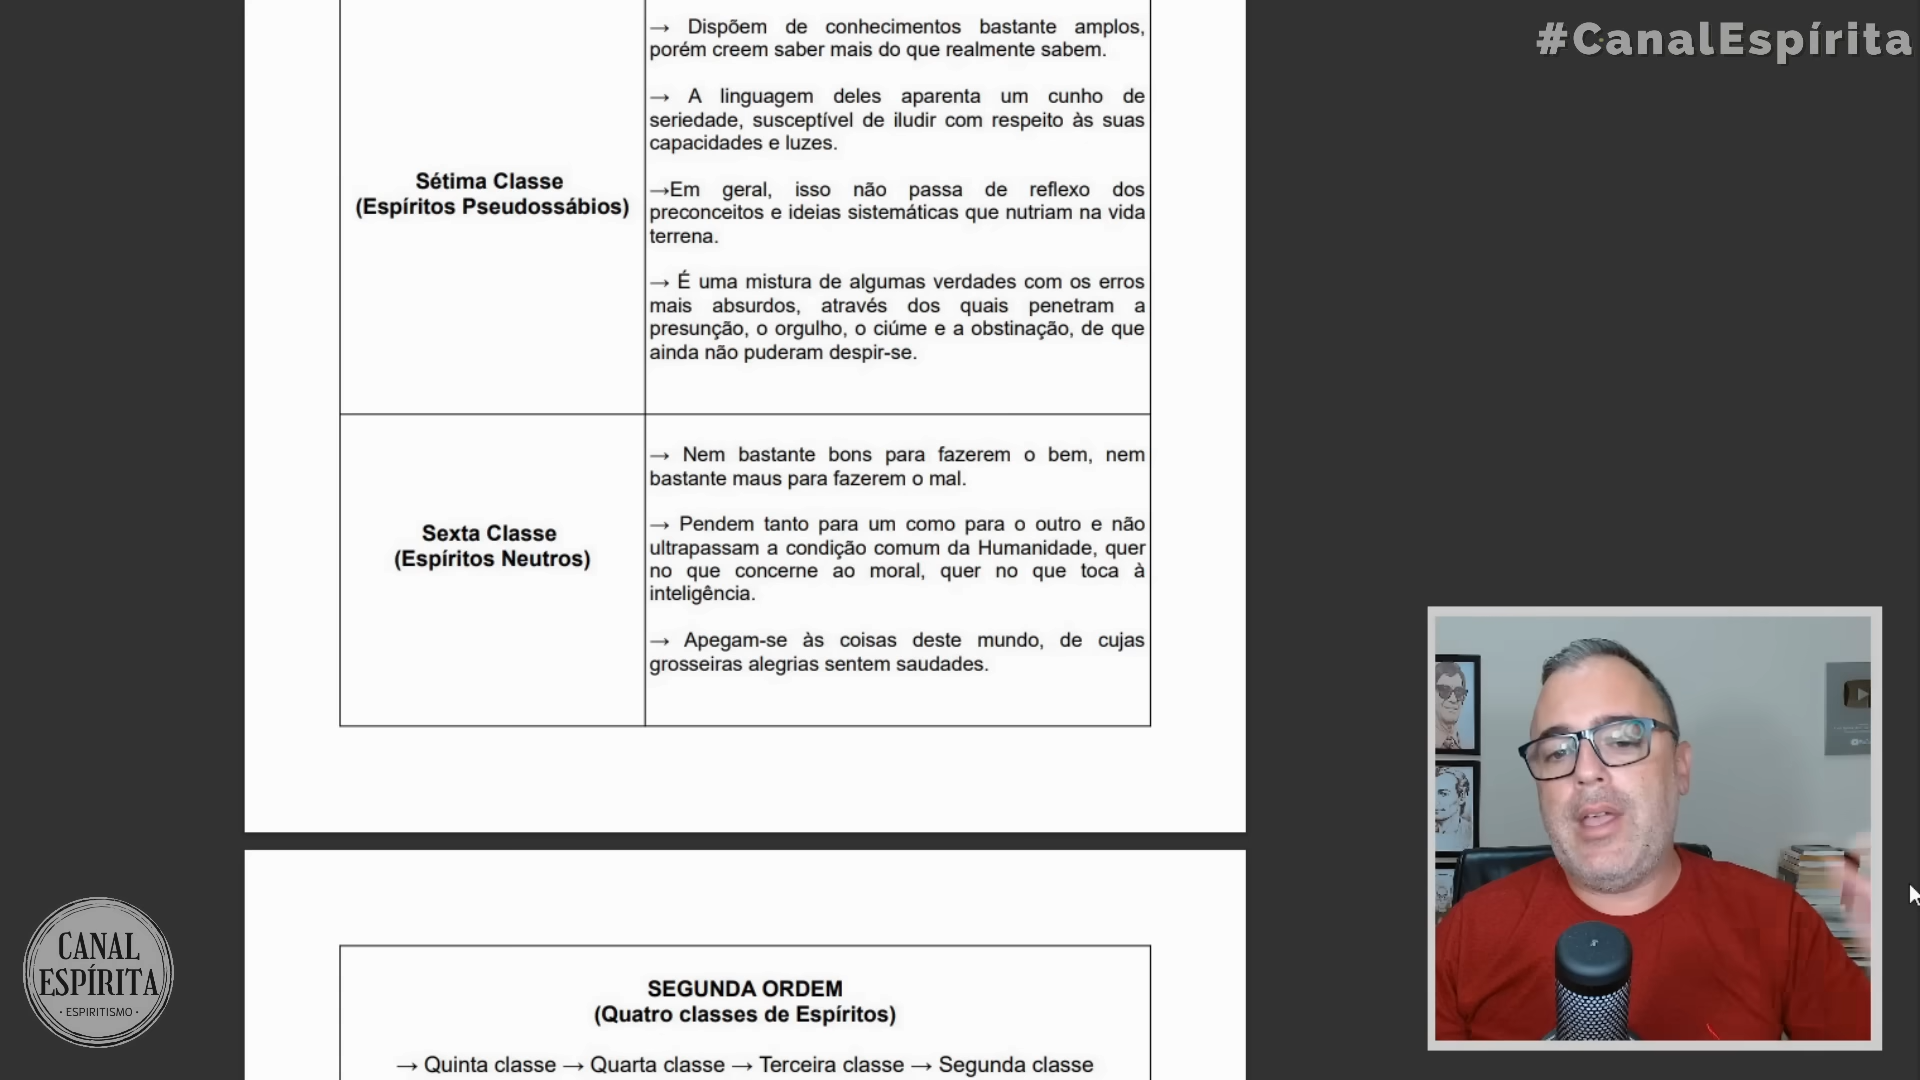 #CanalEspírita
→ Dispõem de conhecimentos bastante amplos,
porém creem saber mais do que realmente sabem.
→ A linguagem deles aparenta um cunho de
seriedade, susceptível de iludir com respeito às suas
capacidades e luzes.
Sétima Classe
(Espíritos Pseudossábios)
→Em geral, isso não passa de reflexo dos
preconceitos e ideias sistemáticas que nutriam na vida
terrena.
→ É uma mistura de algumas verdades com os erros
mais absurdos, através dos quais penetram a
presunção, o orgulho, o ciúme e a obstinação, de que
ainda não puderam despir-se.
Sexta Classe
(Espíritos Neutros)
→ Nem bastante bons para fazerem o bem, nem
bastante maus para fazerem o mal.
→ Pendem tanto para um como para o outro e não
ultrapassam a condição comum da Humanidade, quer
no que concerne ao moral, quer no que toca à
inteligência.
→ Apegam-se às coisas deste mundo, de cujas
grosseiras alegrias sentem saudades.
SEGUNDA ORDEM
(Quatro classes de Espíritos)
→ Quinta classe → Quarta classe → Terceira classe → Segunda classe
CANAL
ESPÍRITA
· ESPIRITISMO ·